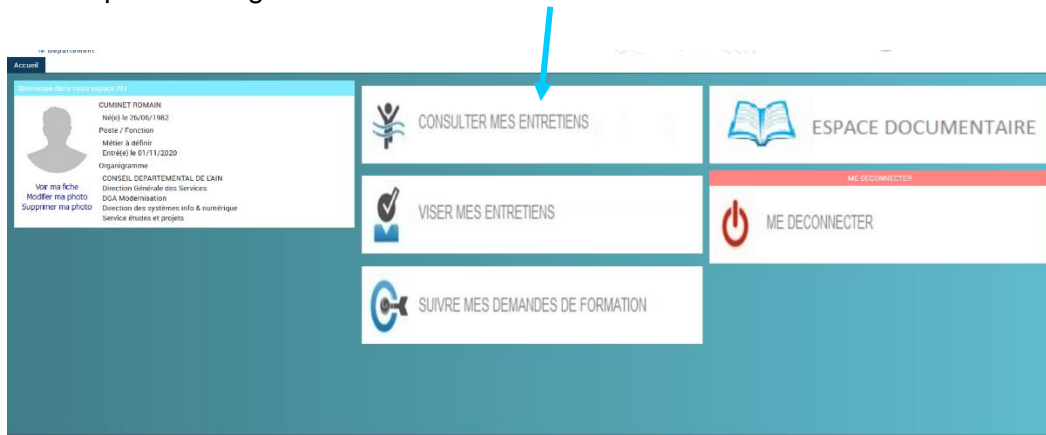 le Département
Accueil
Bienvenue dans votre espace RH
CUMINET ROMAIN
Né(e) le 26/06/1982
Poste / Fonction
Métier à définir
Entré(e) le 01/11/2020
Organigramme
CONSEIL DEPARTEMENTAL DE L'AIN
Direction Générale des Services
DGA Modernisation
Direction des systèmes info & numérique
Service études et projets
Voir ma fiche
Modifier ma photo
Supprimer ma photo
CONSULTER MES ENTRETIENS
VISER MES ENTRETIENS
SUIVRE MES DEMANDES DE FORMATION
ESPACE DOCUMENTAIRE
ME DECONNECTER
ME DECONNECTER